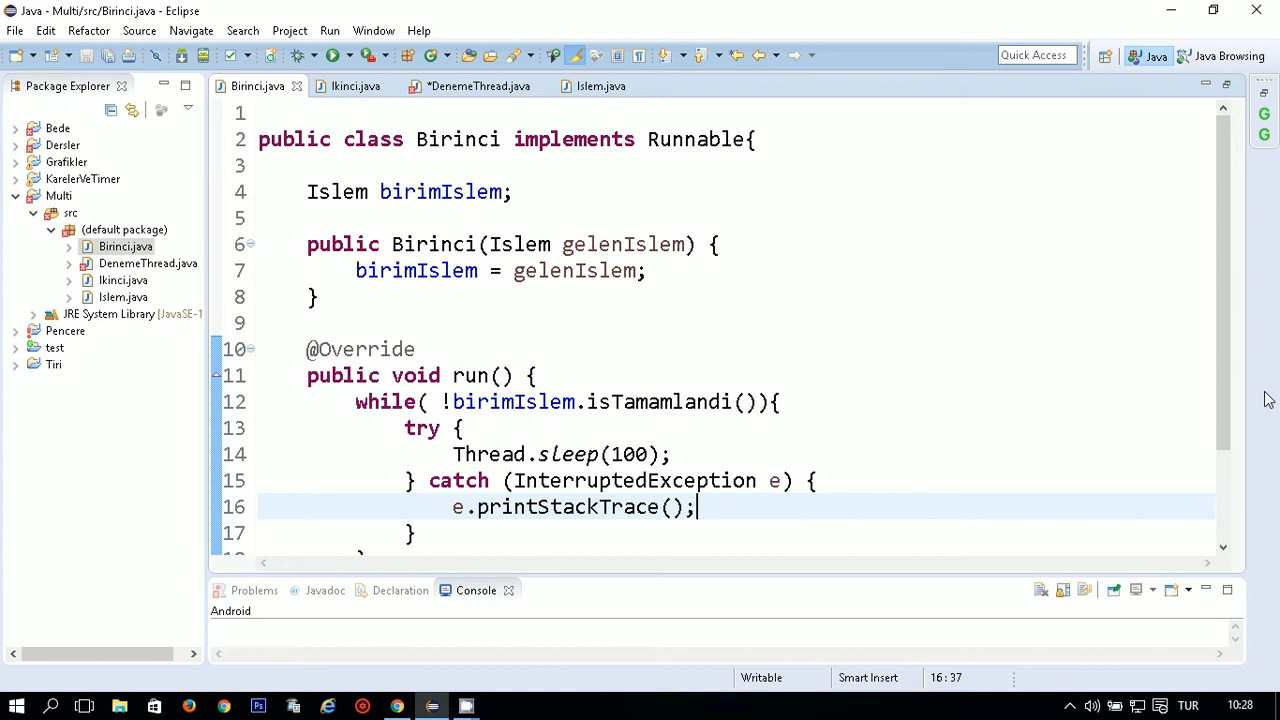 Java - Multi/src/Birinci.java - Eclipse
File Edit Refactor Source Navigate Search Project Run Window Help
Quick Access Java Java Browsing
Package Explorer
Birinci.java Ikinci.java *DenemeThread.java Islem.java
Bede
Dersler
Grafikler
KarelerVeTimer
Multi
src
(default package)
Birinci.java
DenemeThread.java
Ikinci.java
Islem.java
JRE System Library [JavaSE-1
Pencere
test
Tiri
1
2 public class Birinci implements Runnable{
3
4 Islem birimIslem;
5
6 public Birinci(Islem gelenIslem) {
7 birimIslem = gelenIslem;
8 }
9
10 @Override
11 public void run() {
12 while( !birimIslem.isTamamlandi()){
13 try {
14 Thread.sleep(100);
15 } catch (InterruptedException e) {
16 e.printStackTrace();
17 }
Problems @ Javadoc Declaration Console
Android
Writable Smart Insert 16:37
TUR 10:28